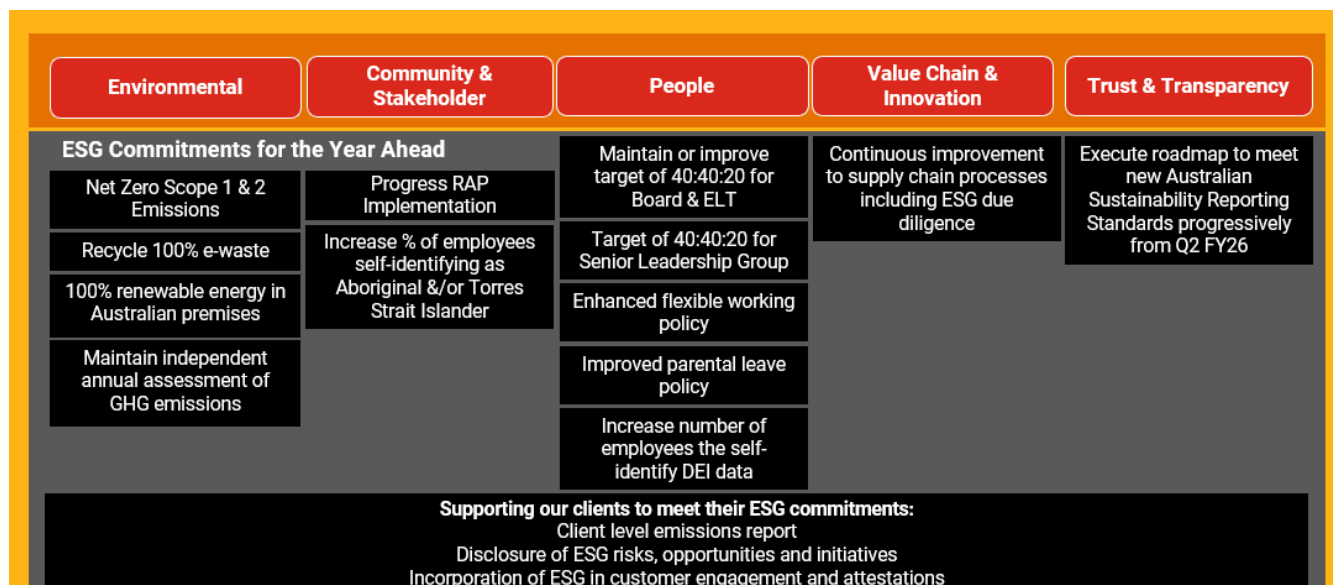 Environmental
Community &
Stakeholder
People
Value Chain &
Innovation
Trust & Transparency
ESG Commitments for the Year Ahead
Net Zero Scope 1 & 2
Emissions
Recycle 100% e-waste
100% renewable energy in
Australian premises
Maintain independent
annual assessment of
GHG emissions
Progress RAP
Implementation
Increase % of employees
self-identifying as
Aboriginal &/or Torres
Strait Islander
Maintain or improve
target of 40:40:20 for
Board & ELT
Target of 40:40:20 for
Senior Leadership Group
Enhanced flexible working
policy
Improved parental leave
policy
Increase number of
employees the self-
identify DEI data
Continuous improvement
to supply chain processes
including ESG due
diligence
Execute roadmap to meet
new Australian
Sustainability Reporting
Standards progressively
from Q2 FY26
Supporting our clients to meet their ESG commitments:
Client level emissions report
Disclosure of ESG risks, opportunities and initiatives
Incorporation of ESG in customer engagement and attestations